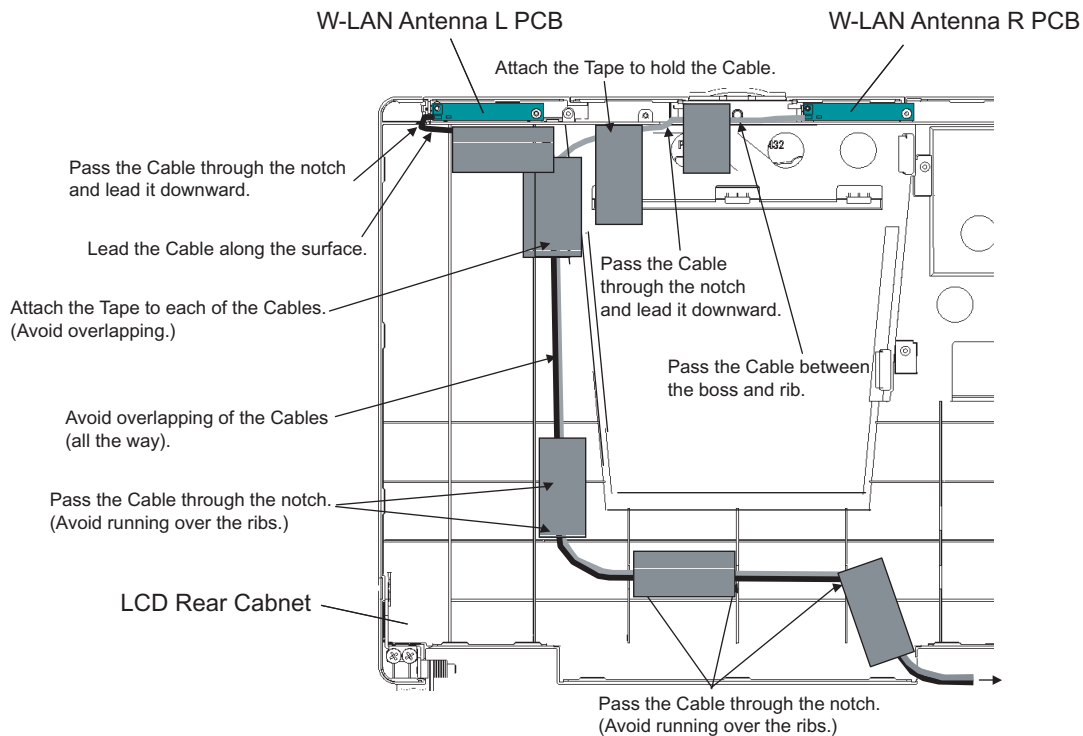 W-LAN Antenna L PCB
W-LAN Antenna R PCB
Attach the Tape to hold the Cable.
Pass the Cable through the notch
and lead it downward.
Lead the Cable along the surface.
Attach the Tape to each of the Cables.
(Avoid overlapping.)
Pass the Cable
through the notch
and lead it downward.
Pass the Cable between
the boss and rib.
Avoid overlapping of the Cables
(all the way).
Pass the Cable through the notch.
(Avoid running over the ribs.)
LCD Rear Cabnet
Pass the Cable through the notch.
(Avoid running over the ribs.)